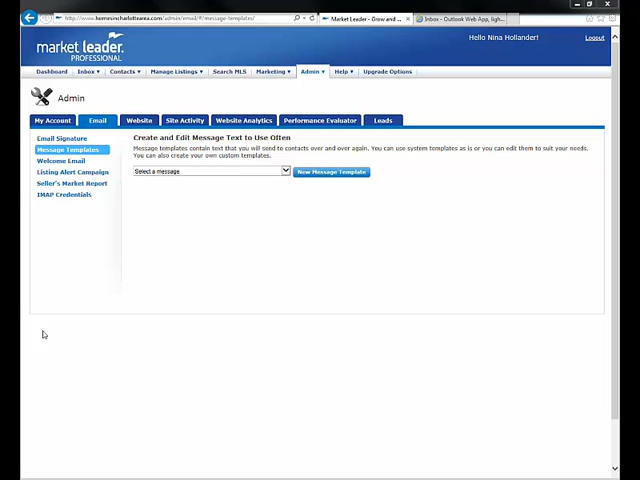 http://www.homesincharlottearea.com/admin/email/#/message-templates/
Market Leader - Grow and ...
Inbox - Outlook Web App, ligh...
market leader.
PROFESSIONAL
Hello Nina Hollander!
Logout
Dashboard Inbox Contacts Manage Listings Search MLS Marketing Admin Help Upgrade Options
Admin
My Account Email Website Site Activity Website Analytics Performance Evaluator Leads
Email Signature
Message Templates
Welcome Email
Listing Alert Campaign
Seller's Market Report
IMAP Credentials
Create and Edit Message Text to Use Often
Message templates contain text that you will send to contacts over and over again. You can use system templates as is or you can edit them to suit your needs.
You can also create your own custom templates.
Select a message
New Message Template